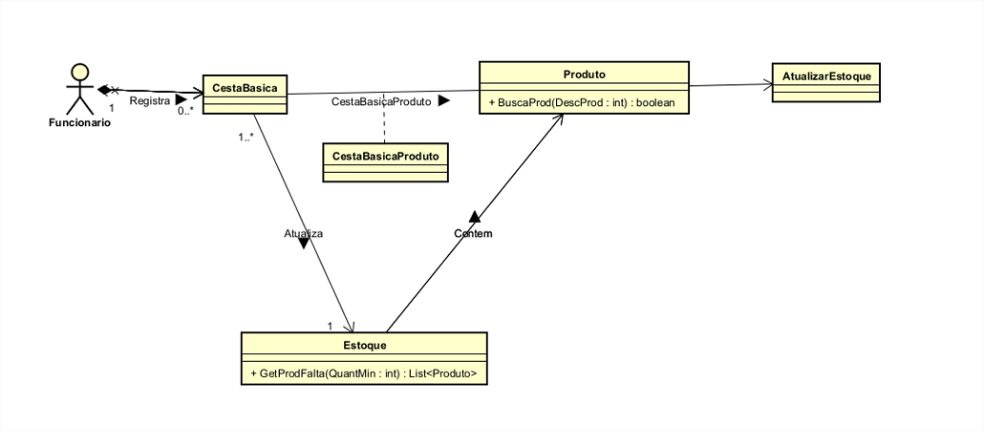 Funcionario
1
Registra
0..*
CestaBasica
CestaBasicaProduto
Produto
+ BuscaProd(DescProd : int) : boolean
AtualizarEstoque
1..*
CestaBasicaProduto
Atualiza
Contem
1
Estoque
+ GetProdFalta(QuantMin : int) : List<Produto>